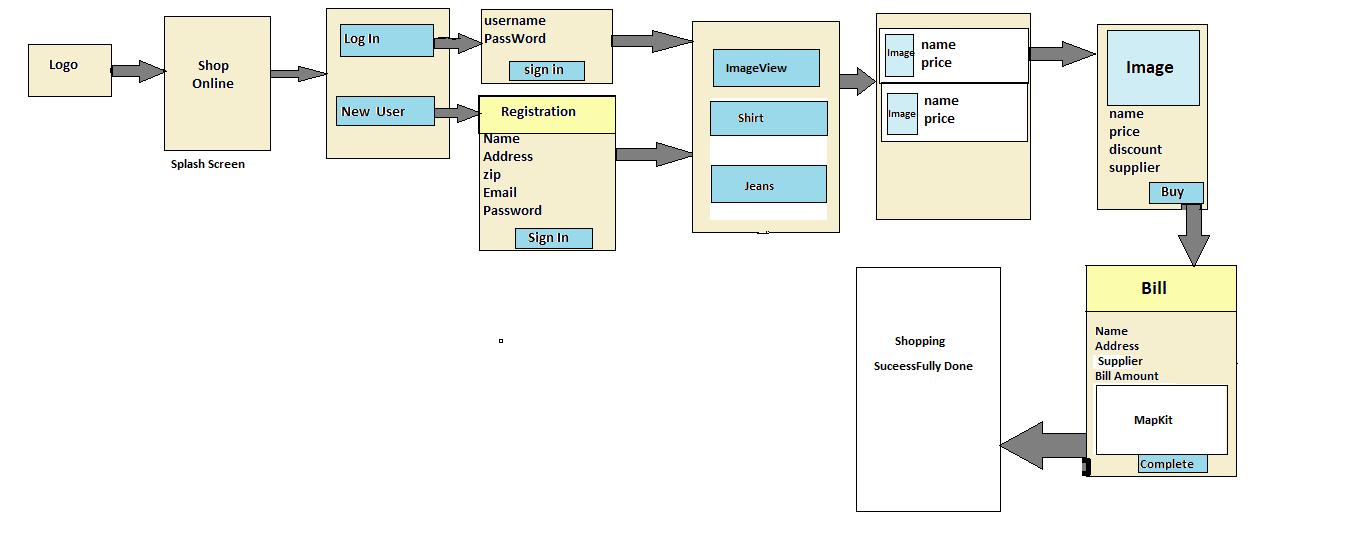 Logo
Shop
Online
Splash Screen
Log In
New User
username
PassWord
sign in
Registration
Name
Address
zip
Email
Password
Sign In
ImageView
Shirt
Jeans
Image
name
price
Image
name
price
Image
name
price
discount
supplier
Buy
Bill
Name
Address
Supplier
Bill Amount
MapKit
Complete
Shopping
SuceessFully Done